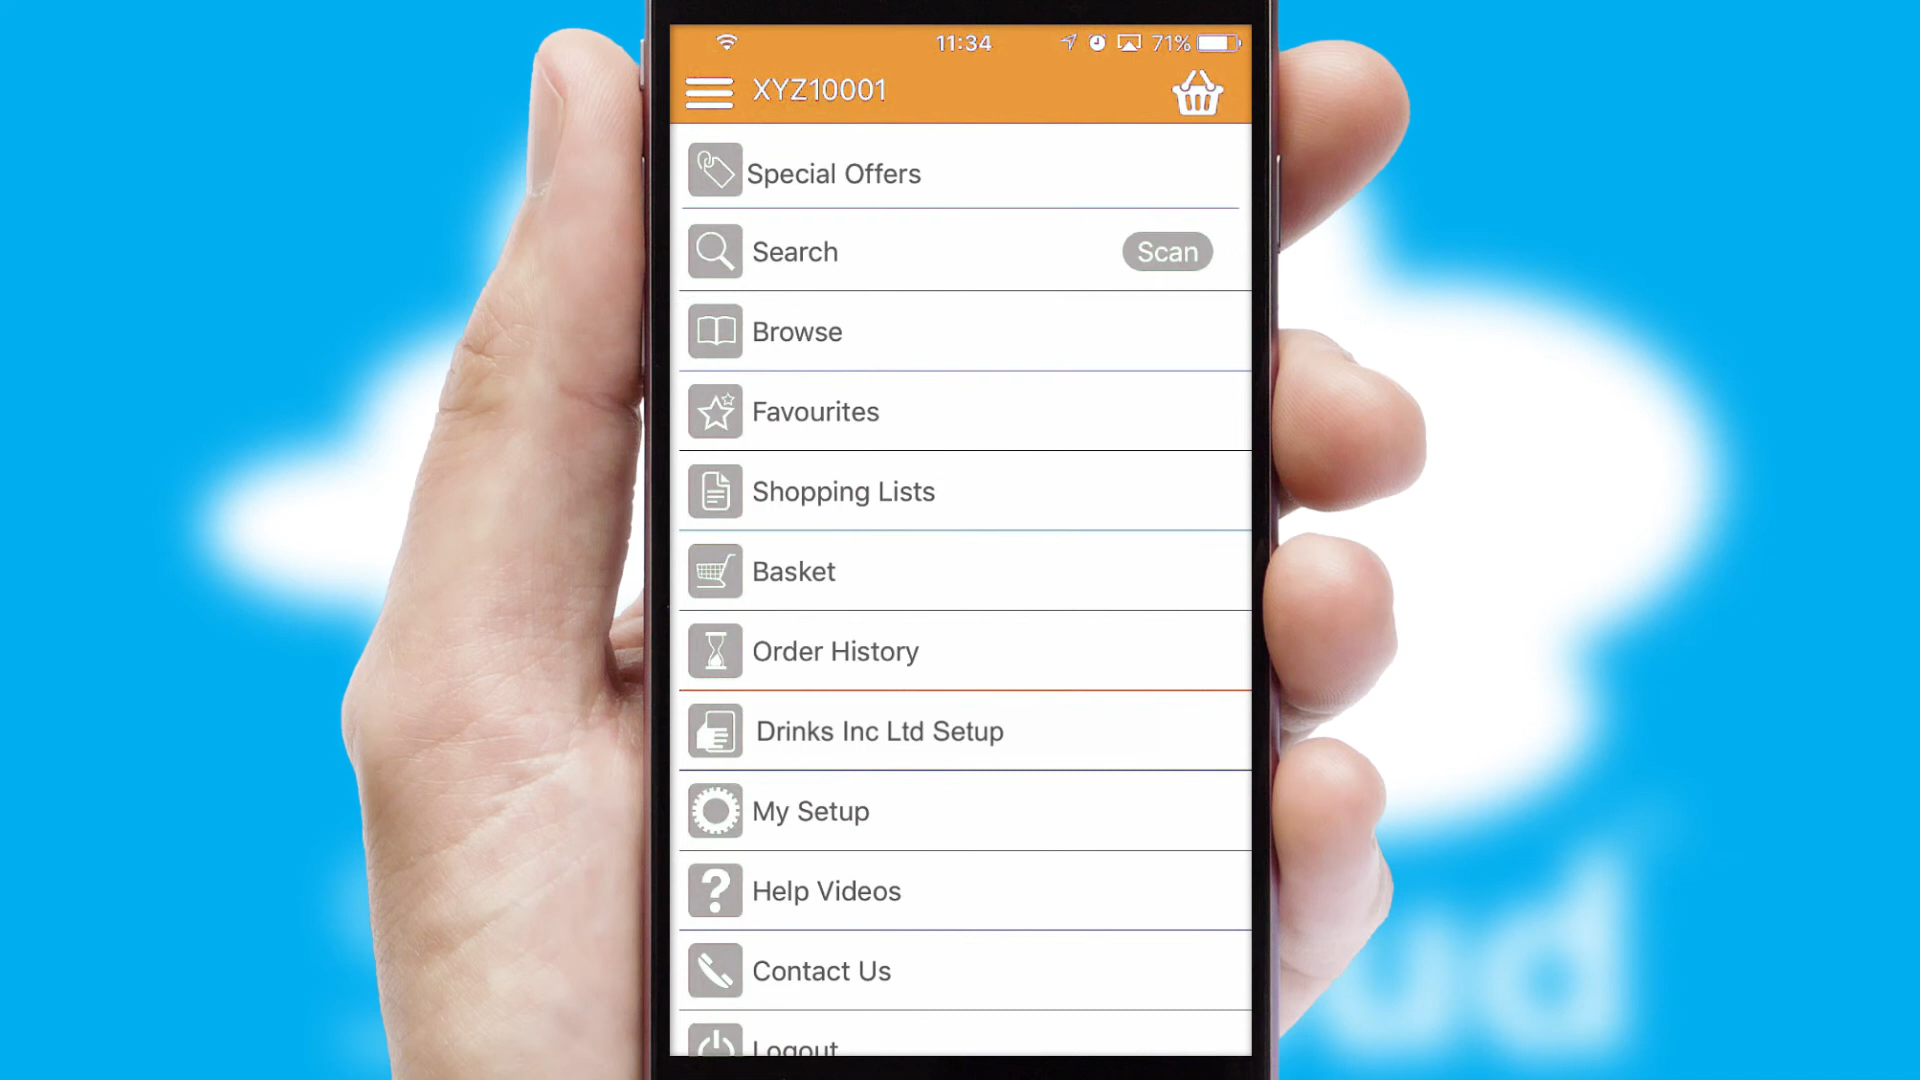 11:34 71%
XYZ10001
Special Offers
Search Scan
Browse
Favourites
Shopping Lists
Basket
Order History
Drinks Inc Ltd Setup
My Setup
Help Videos
Contact Us
Logout
ud